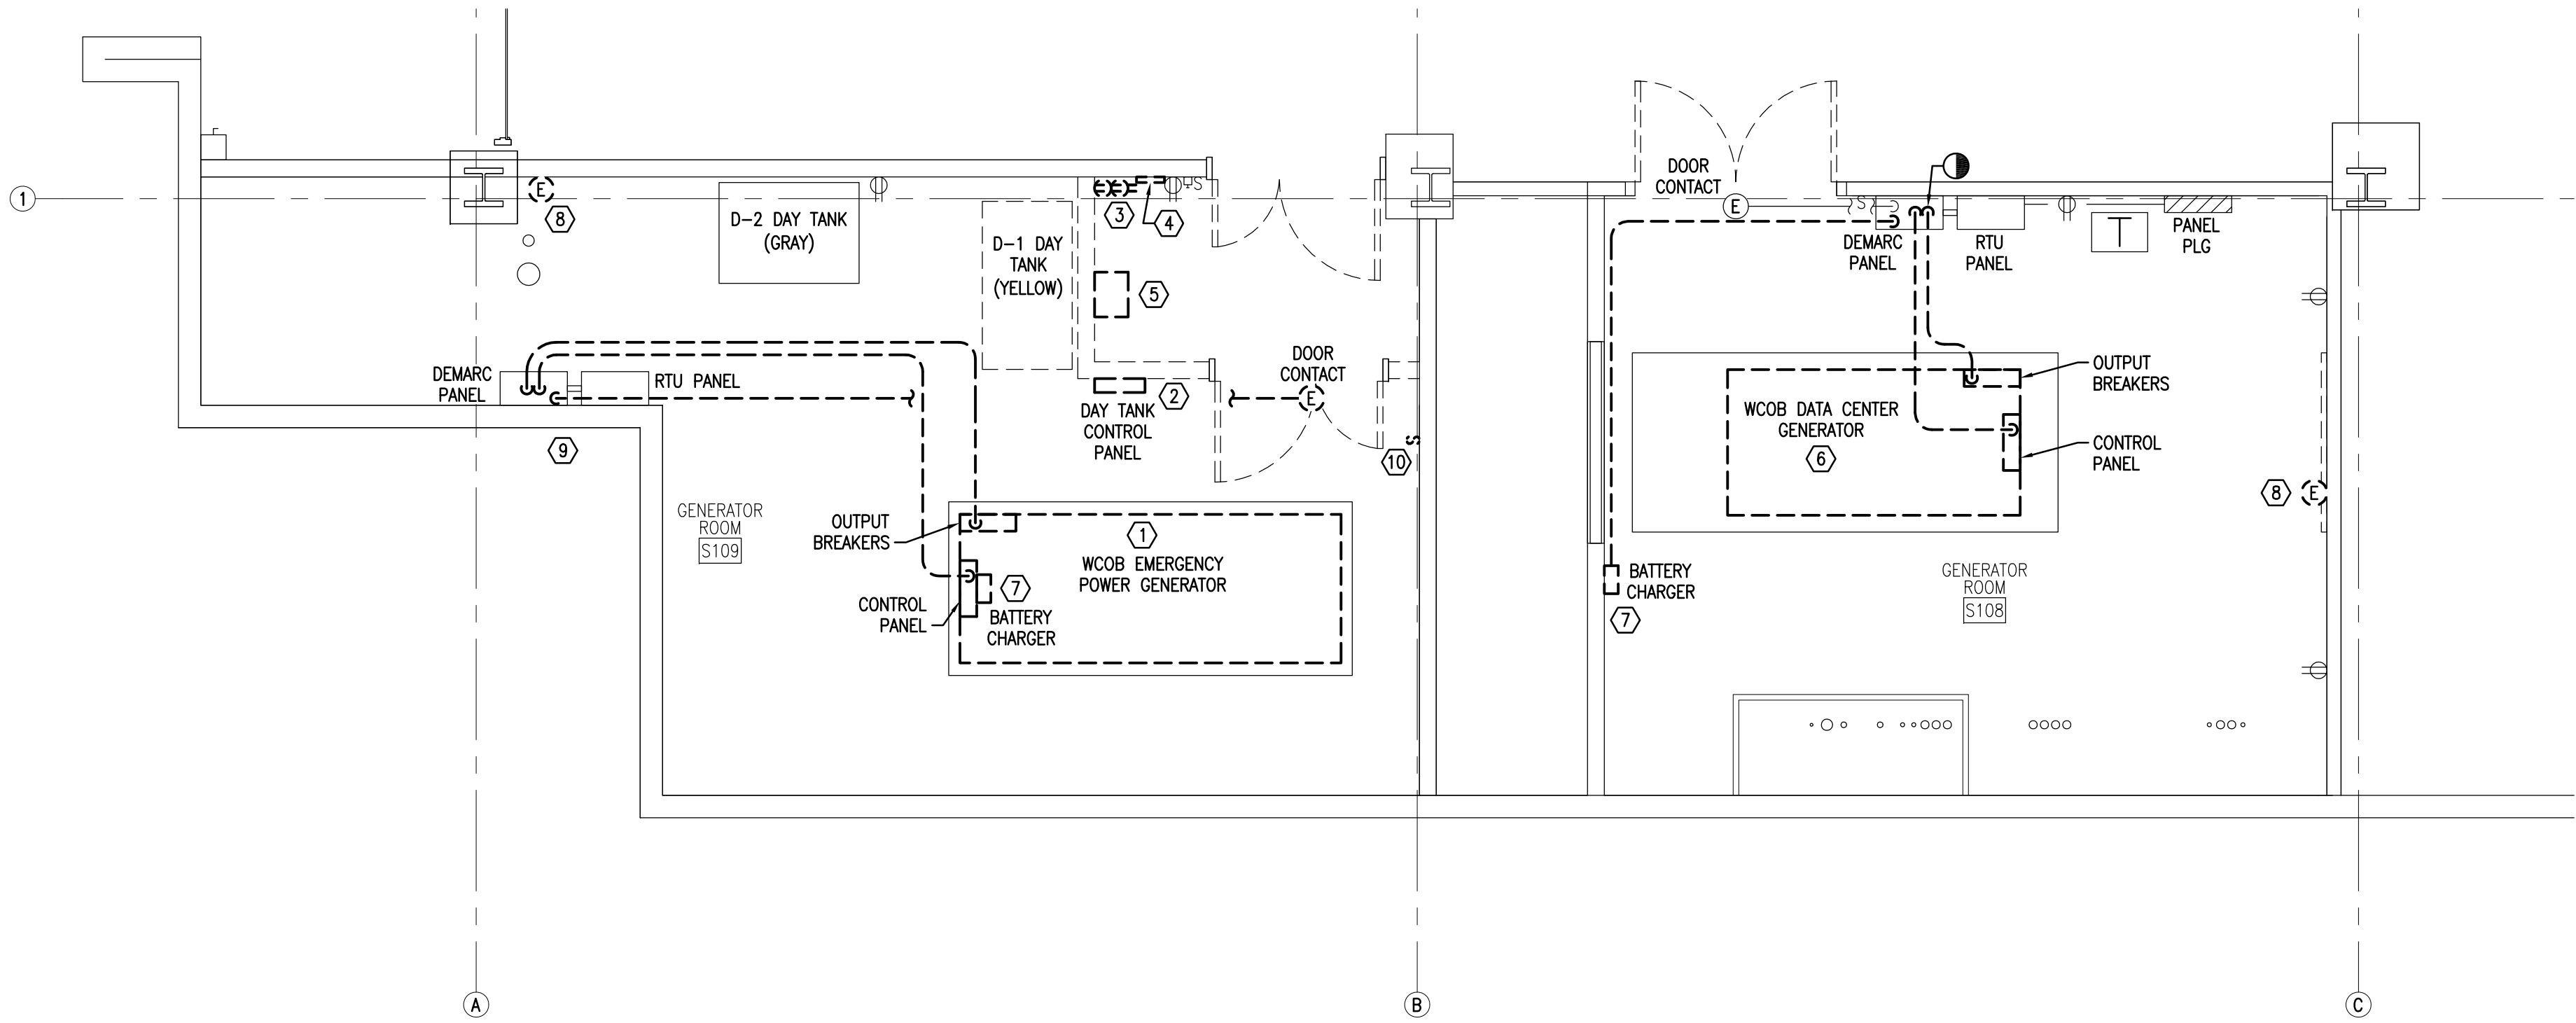 1
E
8
D-2 DAY TANK
(GRAY)
D-1 DAY
TANK
(YELLOW)
3
4
S
5
DOOR
CONTACT
E
S
DEMARC
PANEL
RTU
PANEL
T
PANEL
PLG
DEMARC
PANEL
RTU PANEL
9
2
DAY TANK
CONTROL
PANEL
DOOR
CONTACT
E
S
10
OUTPUT
BREAKERS
WCOB DATA CENTER
GENERATOR
6
CONTROL
PANEL
8
E
GENERATOR
ROOM
S109
OUTPUT
BREAKERS
1
WCOB EMERGENCY
POWER GENERATOR
CONTROL
PANEL
7
BATTERY
CHARGER
BATTERY
CHARGER
7
GENERATOR
ROOM
S108
A
B
C